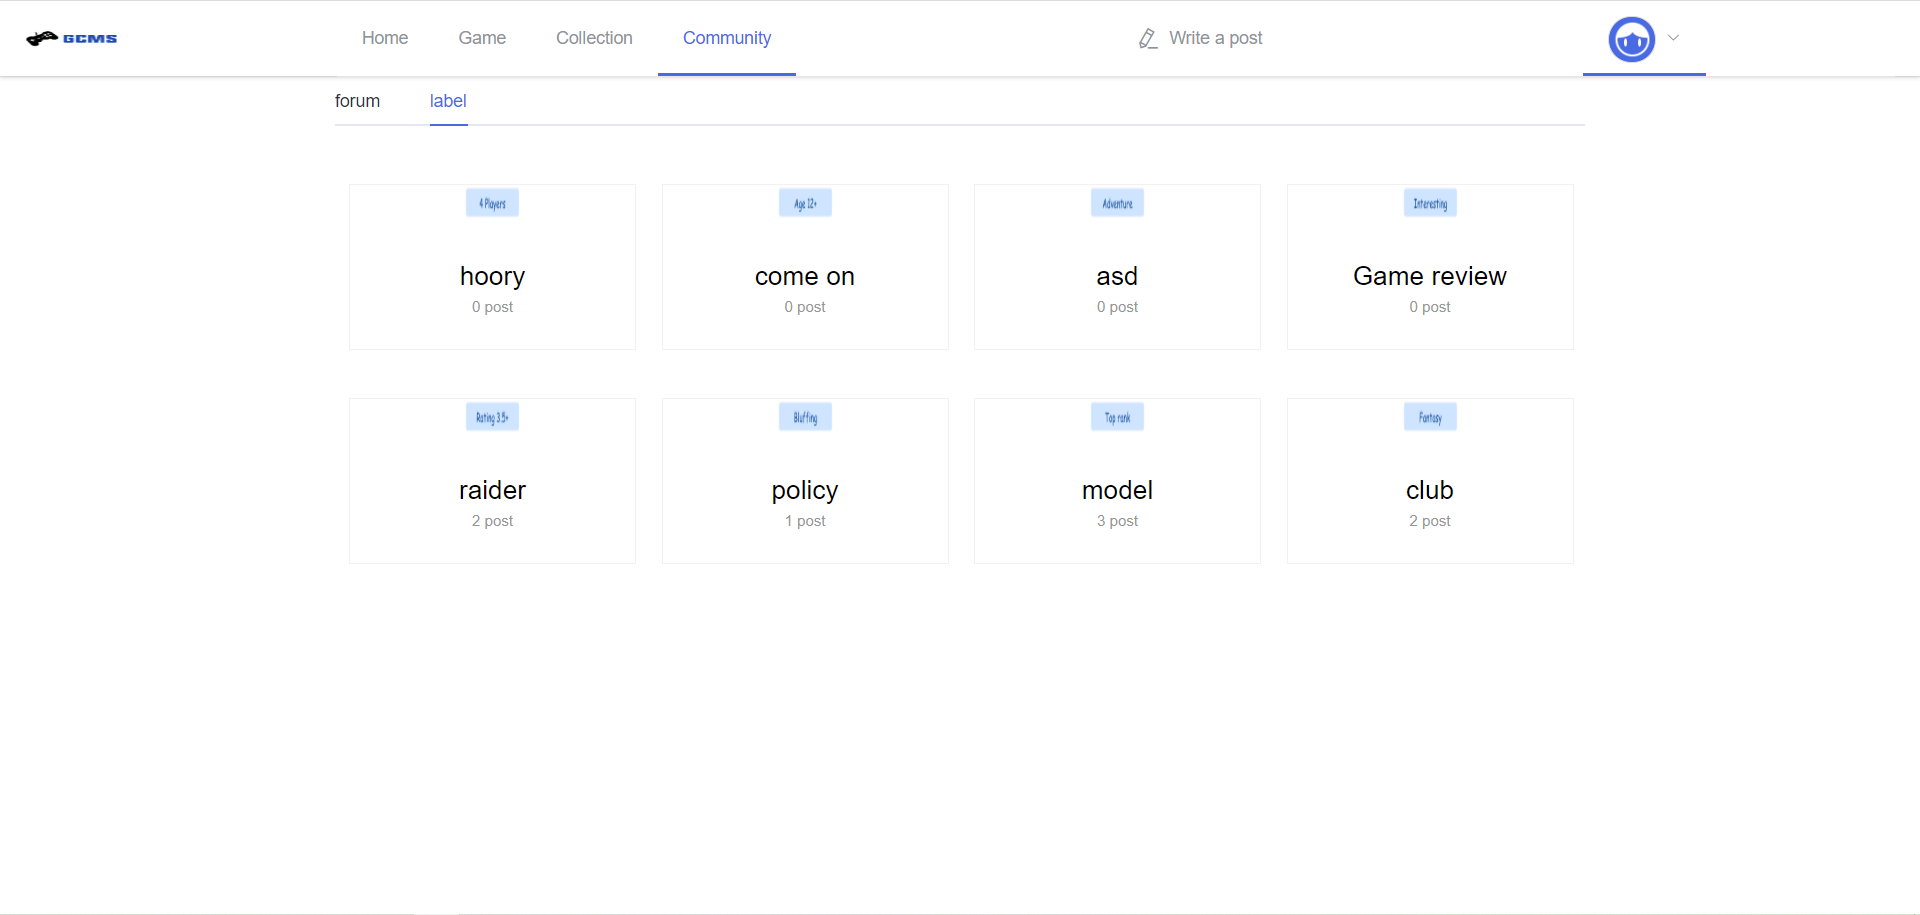 GCMS
Home Game Collection Community Write a post
forum label
4 Players Age 12+ Adventure Interesting
hoory come on asd Game review
0 post 0 post 0 post 0 post
Rating 3.5+ Bluffing Top rank Fantasy
raider policy model club
2 post 1 post 3 post 2 post